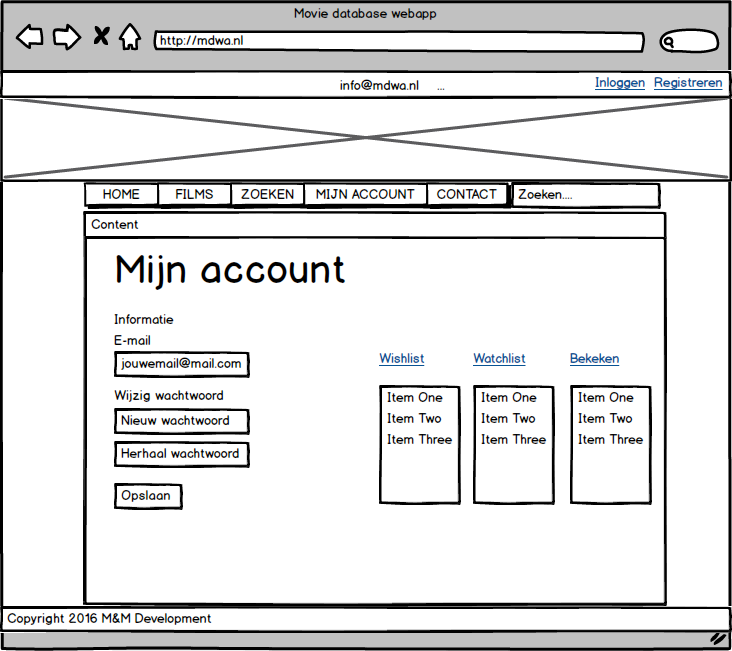 Movie database webapp
http://mdwa.nl
info@mdwa.nl ... Inloggen Registreren
HOME FILMS ZOEKEN MIJN ACCOUNT CONTACT Zoeken....
Content
Mijn account
Informatie
E-mail
jouwemail@mail.com
Wijzig wachtwoord
Nieuw wachtwoord
Herhaal wachtwoord
Opslaan
Wishlist Watchlist Bekeken
Item One Item One Item One
Item Two Item Two Item Two
Item Three Item Three Item Three
Copyright 2016 M&M Development